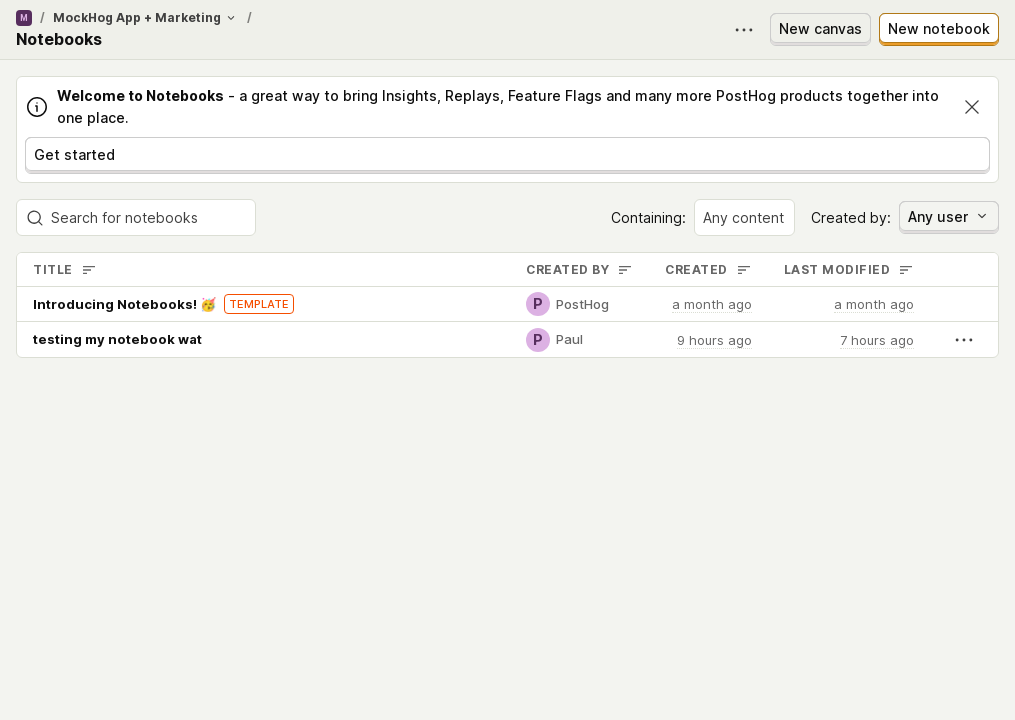 M / MockHog App + Marketing /
Notebooks
New canvas
New notebook
Welcome to Notebooks - a great way to bring Insights, Replays, Feature Flags and many more PostHog products together into
one place.
Get started
Search for notebooks
Containing: Any content
Created by: Any user
TITLE CREATED BY CREATED LAST MODIFIED
Introducing Notebooks! 🥳 TEMPLATE P PostHog a month ago a month ago
testing my notebook wat P Paul 9 hours ago 7 hours ago